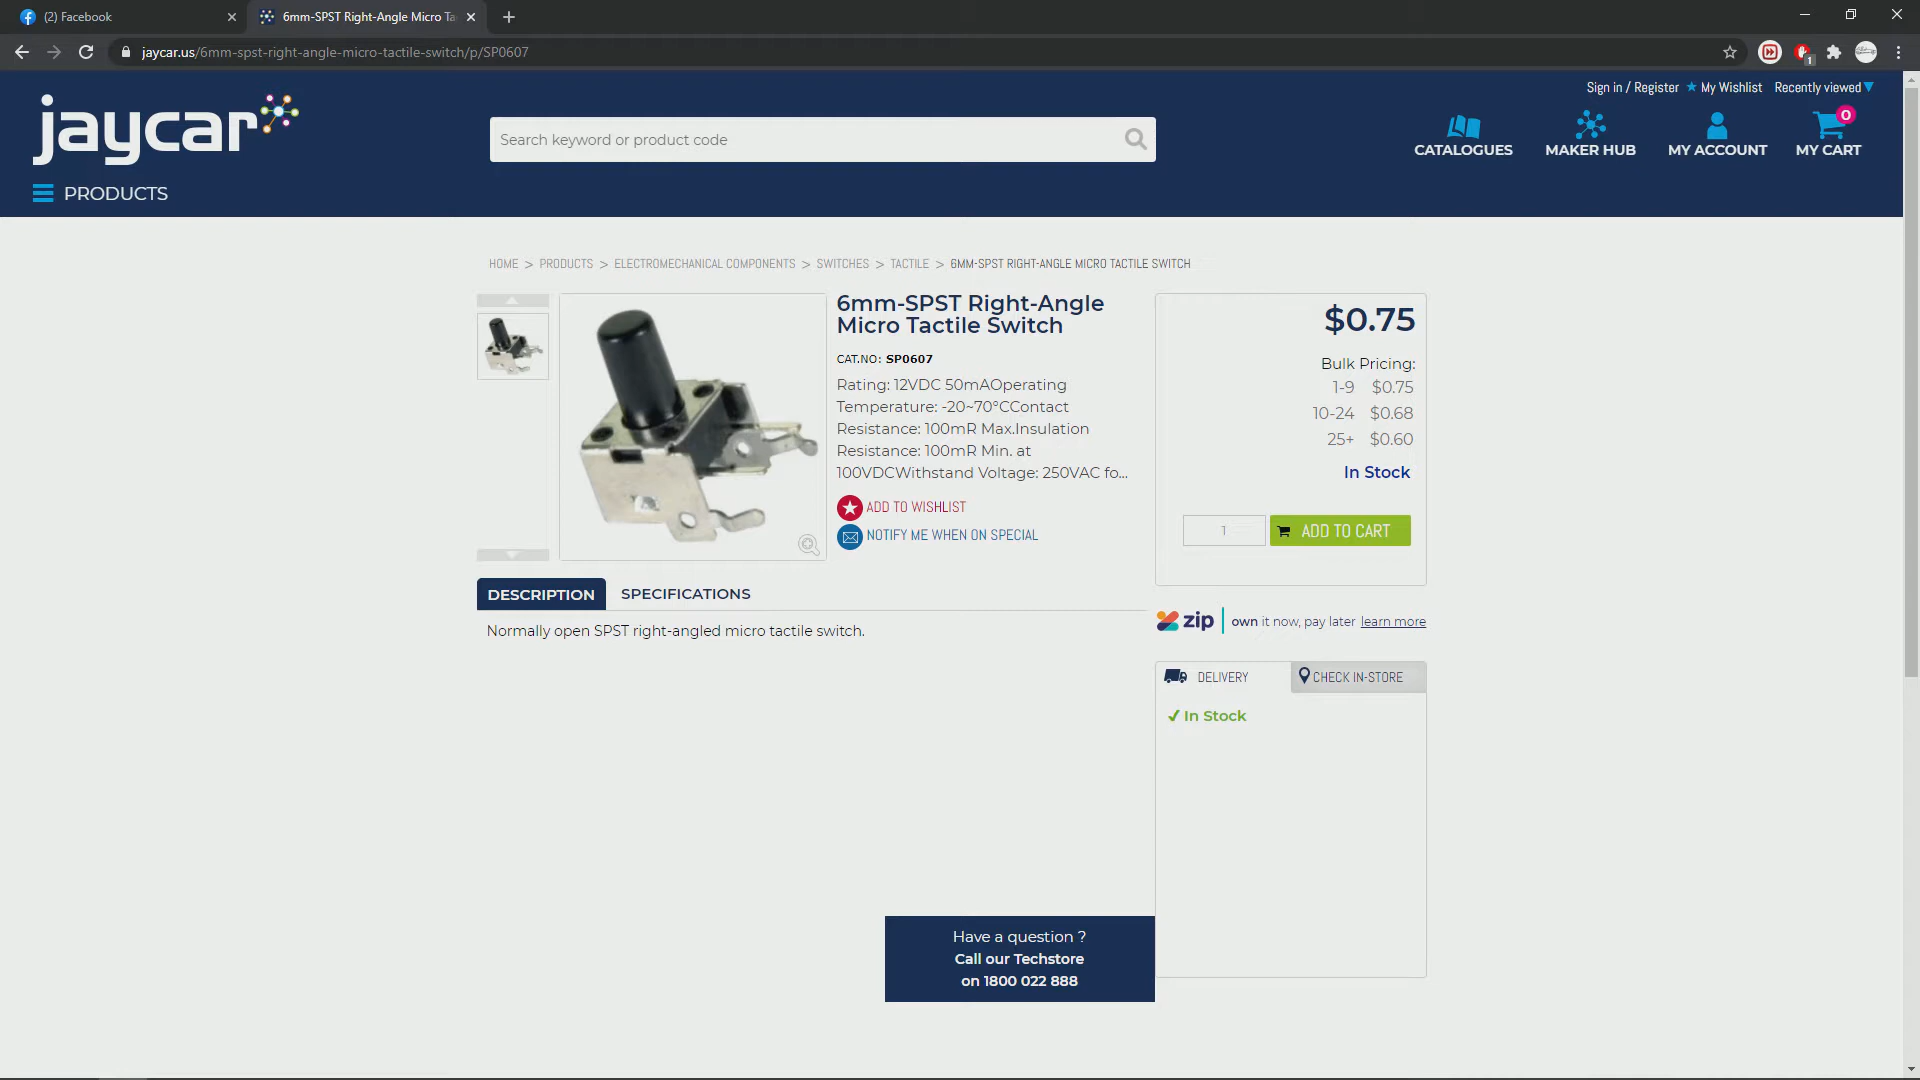 (2) Facebook
6mm-SPST Right-Angle Micro Ta
jaycar.us/6mm-spst-right-angle-micro-tactile-switch/p/SP0607
1
Sign in / Register
My Wishlist
Recently viewed
jaycar
Search keyword or product code
CATALOGUES
MAKER HUB
MY ACCOUNT
0
MY CART
PRODUCTS
HOME > PRODUCTS > ELECTROMECHANICAL COMPONENTS > SWITCHES > TACTILE > 6MM-SPST RIGHT-ANGLE MICRO TACTILE SWITCH
6mm-SPST Right-Angle
Micro Tactile Switch
CAT.NO: SP0607
Rating: 12VDC 50mAOperating
Temperature: -20~70°CContact
Resistance: 100mR Max.Insulation
Resistance: 100mR Min. at
100VDCWithstand Voltage: 250VAC fo...
ADD TO WISHLIST
NOTIFY ME WHEN ON SPECIAL
$0.75
Bulk Pricing:
1-9 $0.75
10-24 $0.68
25+ $0.60
In Stock
1
ADD TO CART
DESCRIPTION
SPECIFICATIONS
Normally open SPST right-angled micro tactile switch.
zip own it now, pay later learn more
DELIVERY
CHECK IN-STORE
In Stock
Have a question ?
Call our Techstore
on 1800 022 888